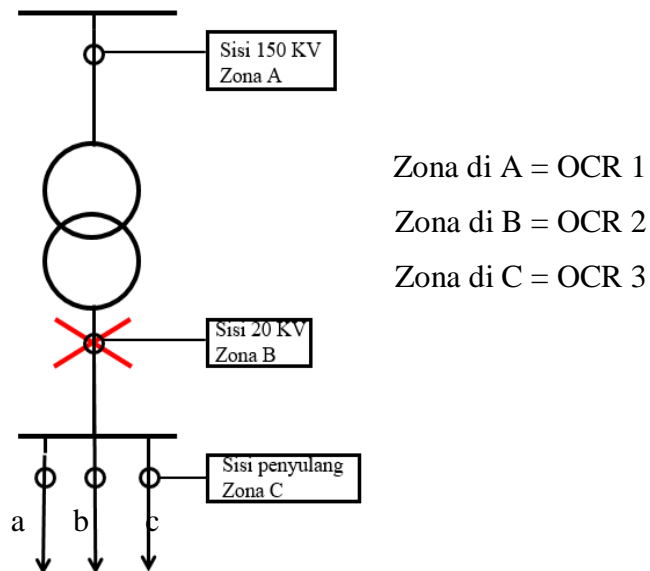 Sisi 150 KV
Zona A
Zona di A = OCR 1
Zona di B = OCR 2
Zona di C = OCR 3
Sisi 20 KV
Zona B
Sisi penyulang
Zona C
a b c